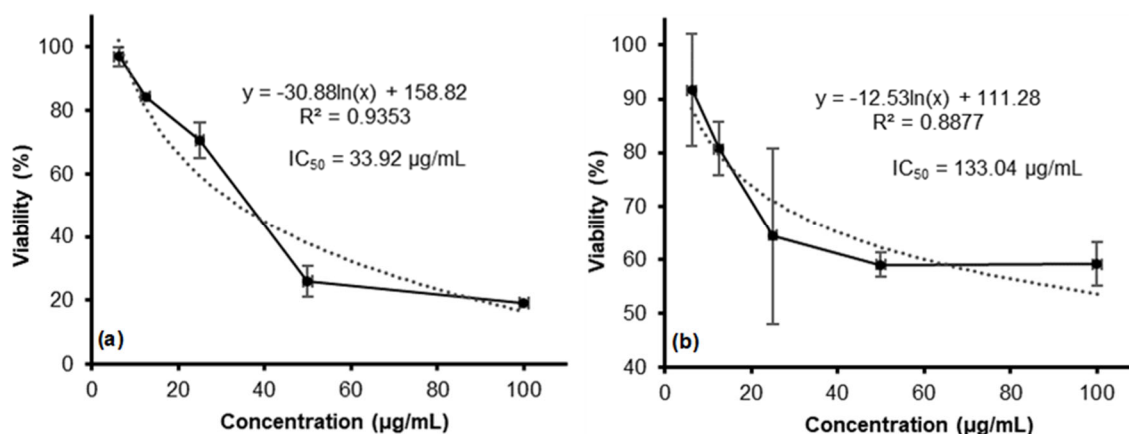 100
80
60
40
20
0
Viability (%)
y = -30.88ln(x) + 158.82
R² = 0.9353
IC₅₀ = 33.92 µg/mL
(a)
0 20 40 60 80 100
Concentration (µg/mL)
100
90
80
70
60
50
40
Viability (%)
y = -12.53ln(x) + 111.28
R² = 0.8877
IC₅₀ = 133.04 µg/mL
(b)
0 20 40 60 80 100
Concentration (µg/mL)